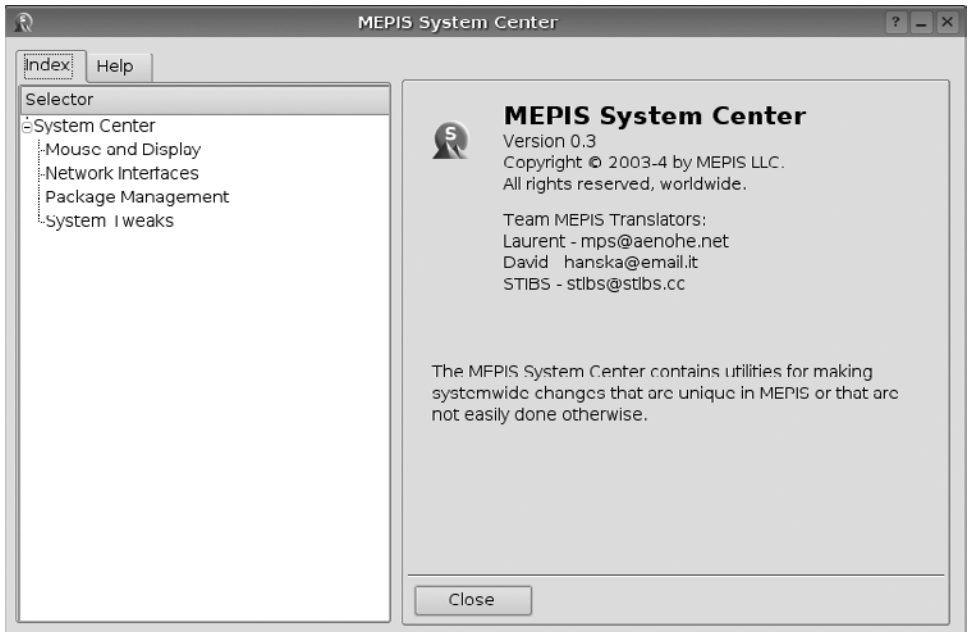 MEPIS System Center
Index Help
Selector
System Center
Mouse and Display
Network Interfaces
Package Management
System Tweaks
MEPIS System Center
Version 0.3
Copyright © 2003-4 by MEPIS LLC.
All rights reserved, worldwide.
Team MEPIS Translators:
Laurent - mps@aenohe.net
David hanska@email.it
STIBS - stibs@stibs.cc
The MEPIS System Center contains utilities for making
systemwide changes that are unique in MEPIS or that are
not easily done otherwise.
Close